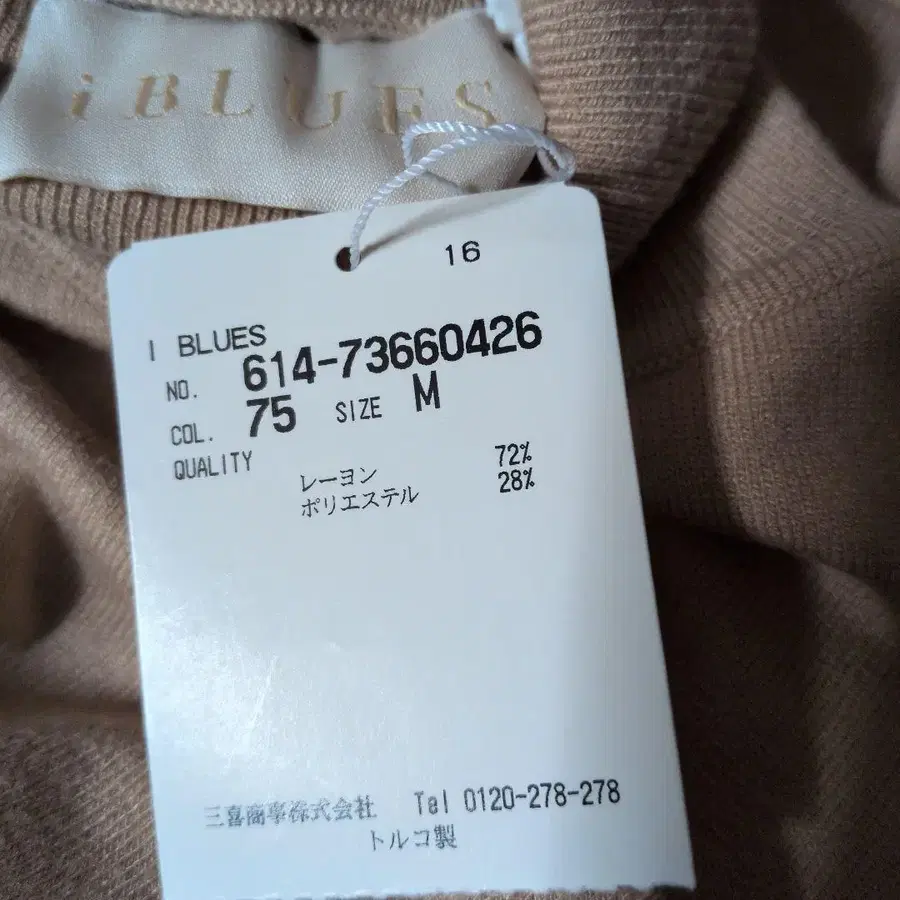 i BLUES
16
I BLUES
NO. 614-73660426
COL. 75 SIZE M
QUALITY
レーヨン 72%
ポリエステル 28%
三喜商事株式会社 Tel 0120-278-278
トルコ製